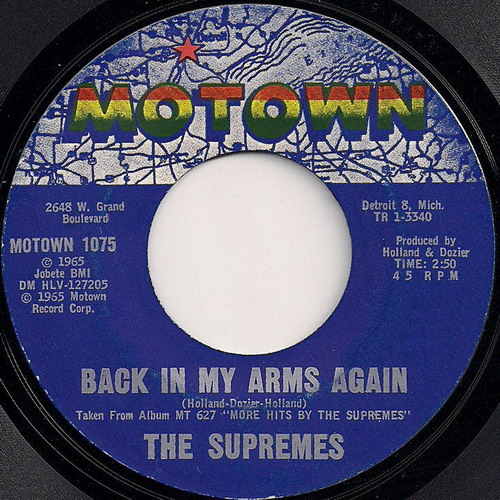 MOTOWN
2648 W. Grand
Boulevard
Detroit 8, Mich.
TR 1-3340
MOTOWN 1075
© 1965
Jobete BMI
DM HLV-127205
℗ 1965 Motown
Record Corp.
Produced by
Holland & Dozier
TIME: 2:50
45 RPM
BACK IN MY ARMS AGAIN
(Holland-Dozier-Holland)
Taken From Album MT 627 "MORE HITS BY THE SUPREMES"
THE SUPREMES